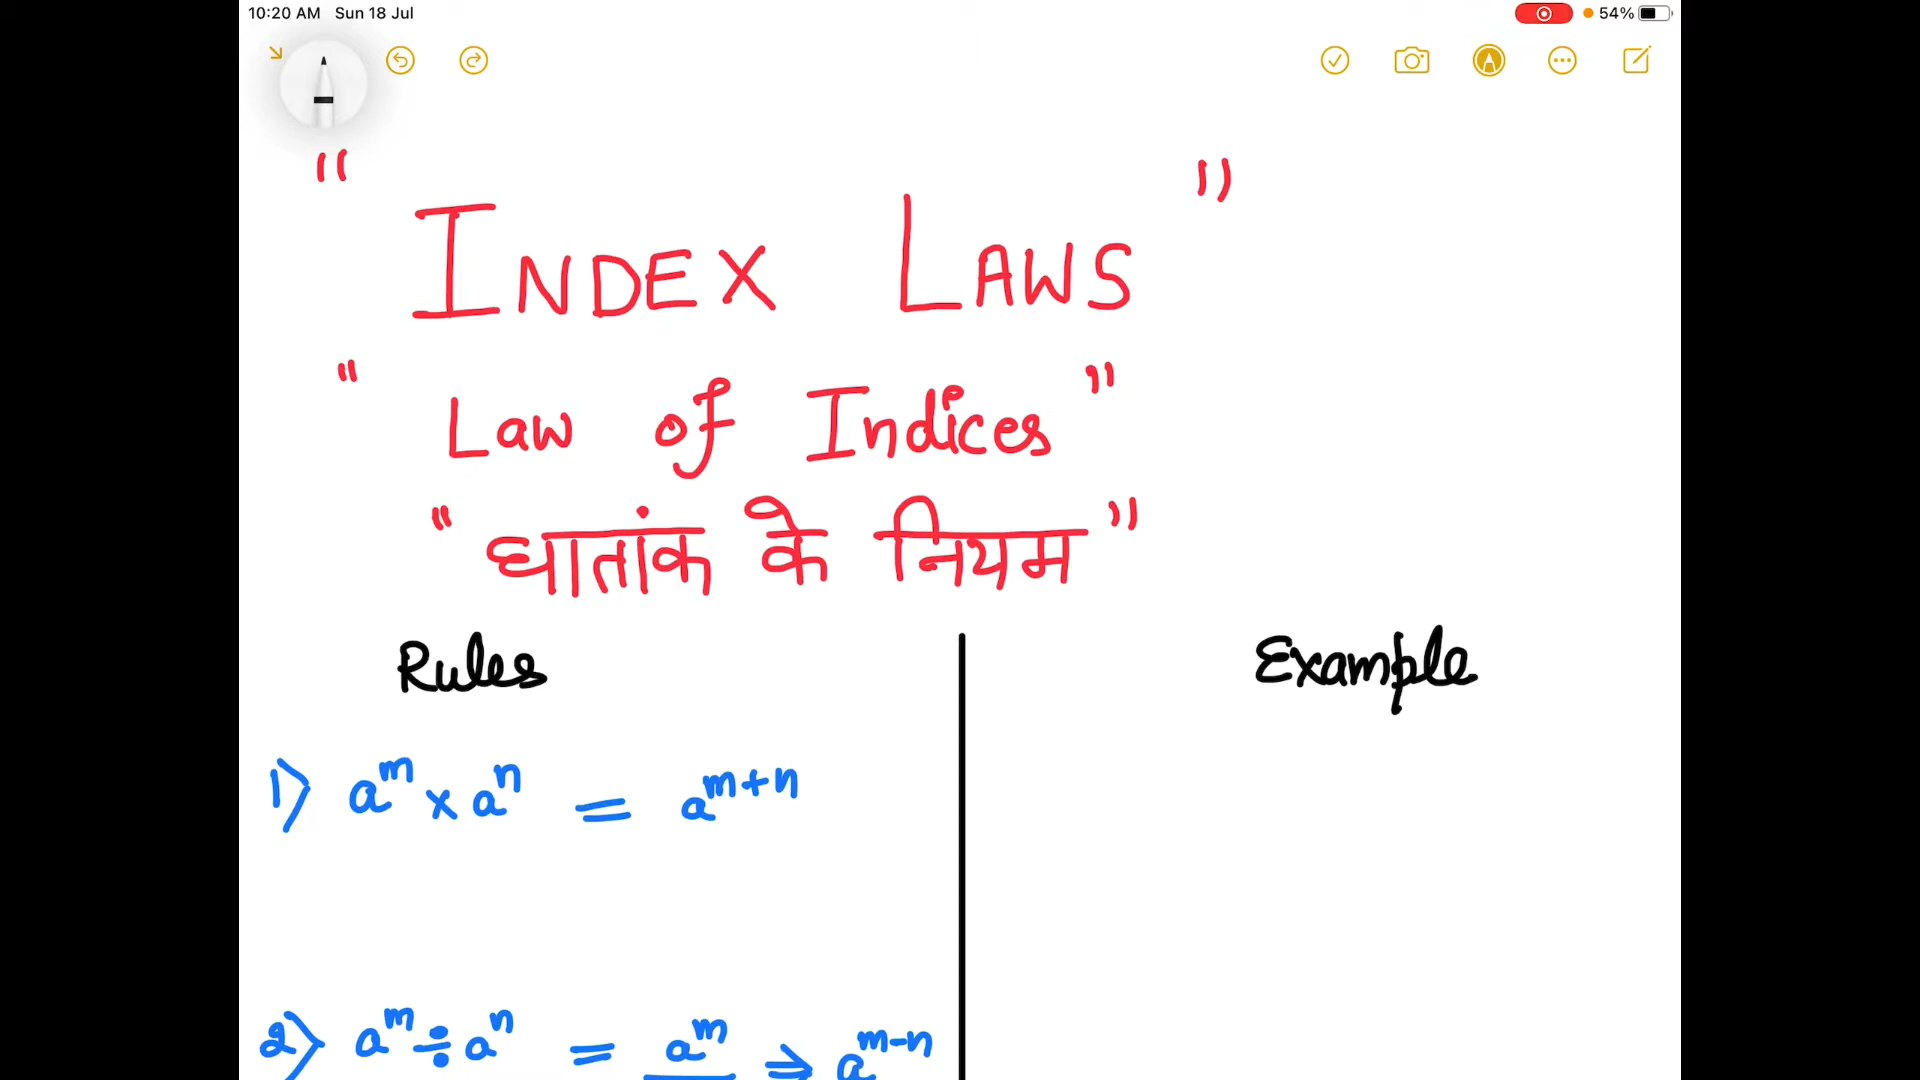 10:20 AM Sun 18 Jul 54%
" INDEX LAWS "
" Law of Indices "
" घातांक के नियम "
Rules Example
1) a^m × a^n = a^{m+n}
2) a^m ÷ a^n = a^m ⇒ a^{m-n}